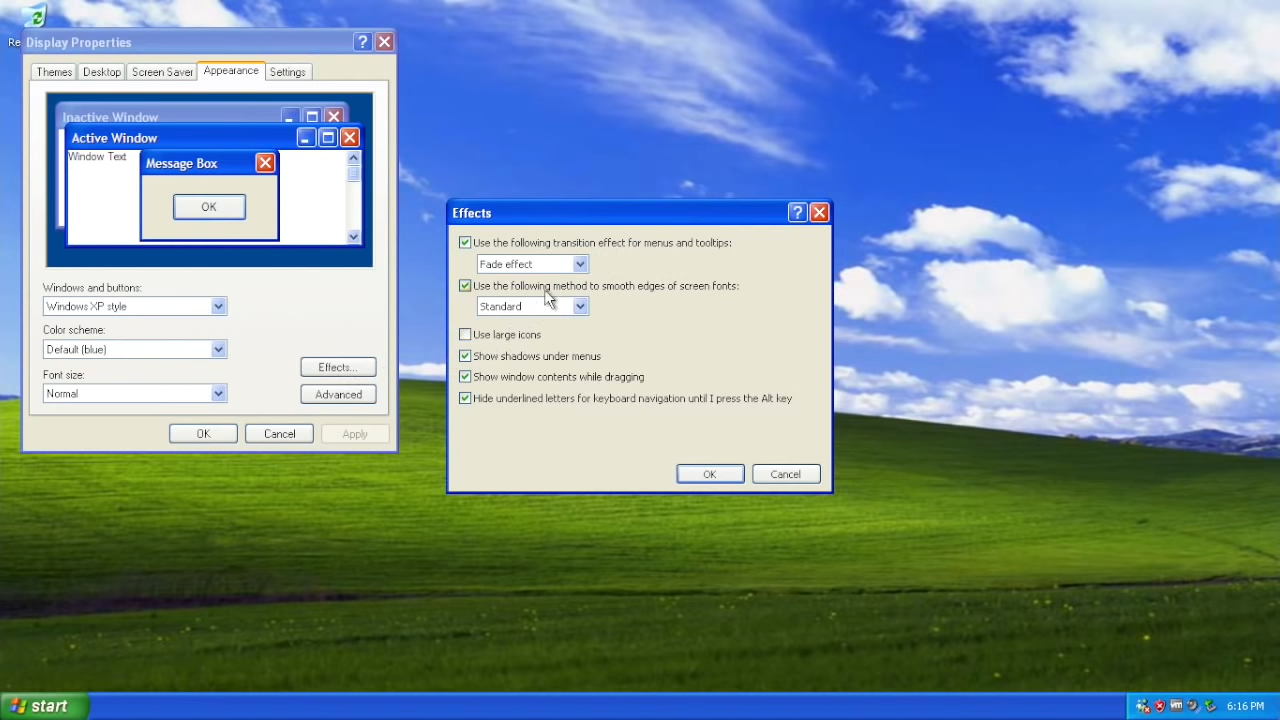 Re
Display Properties
Themes
Desktop
Screen Saver
Appearance
Settings
Inactive Window
Active Window
Window Text
Message Box
OK
Windows and buttons:
Windows XP style
Color scheme:
Default (blue)
Font size:
Normal
Effects...
Advanced
OK
Cancel
Apply
Effects
Use the following transition effect for menus and tooltips:
Fade effect
Use the following method to smooth edges of screen fonts:
Standard
Use large icons
Show shadows under menus
Show window contents while dragging
Hide underlined letters for keyboard navigation until I press the Alt key
OK
Cancel
start
6:16 PM